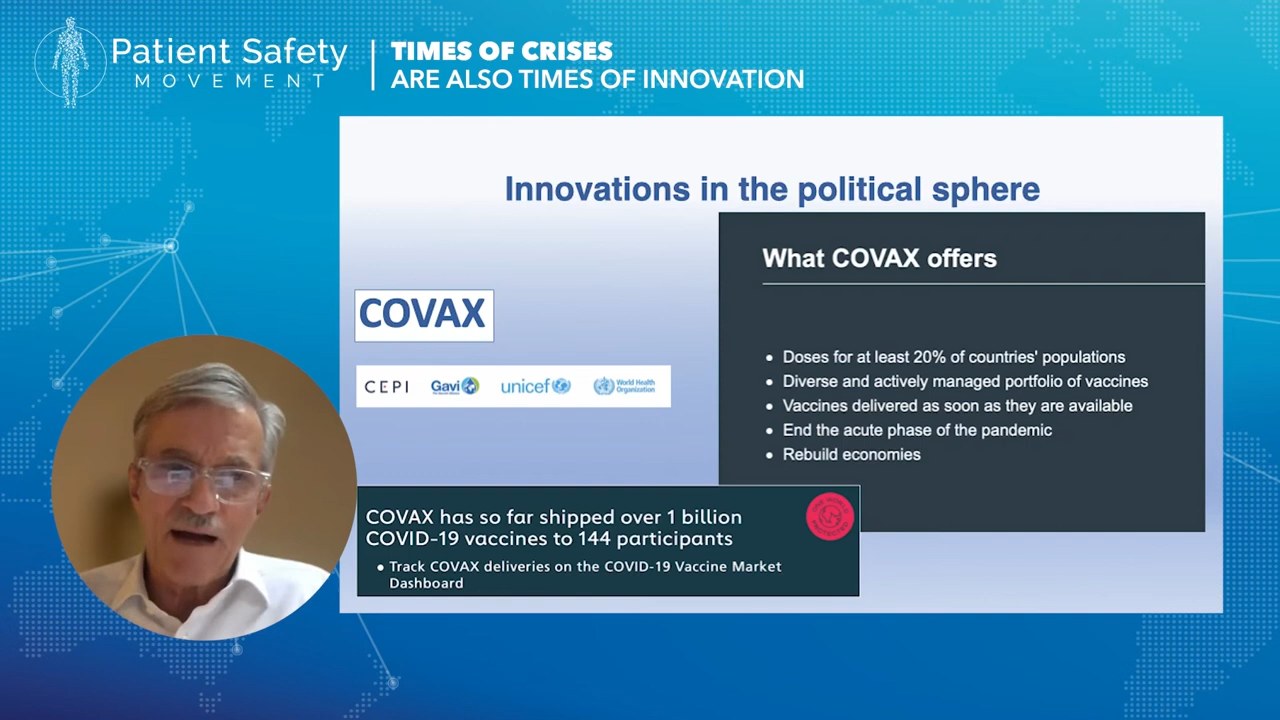 Patient Safety
MOVEMENT
TIMES OF CRISES
ARE ALSO TIMES OF INNOVATION
Innovations in the political sphere
COVAX
CEPI
Gavi
unicef
World Health
Organization
What COVAX offers
• Doses for at least 20% of countries' populations
• Diverse and actively managed portfolio of vaccines
• Vaccines delivered as soon as they are available
• End the acute phase of the pandemic
• Rebuild economies
COVAX has so far shipped over 1 billion
COVID-19 vaccines to 144 participants
• Track COVAX deliveries on the COVID-19 Vaccine Market
Dashboard
ONE WORLD
PROTECTED